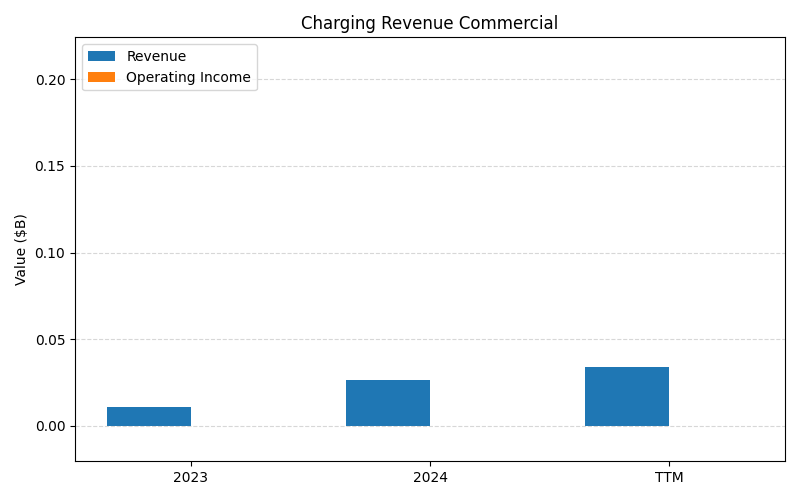 Charging Revenue Commercial
Revenue
Operating Income
Value ($B)
0.20
0.15
0.10
0.05
0.00
2023
2024
TTM